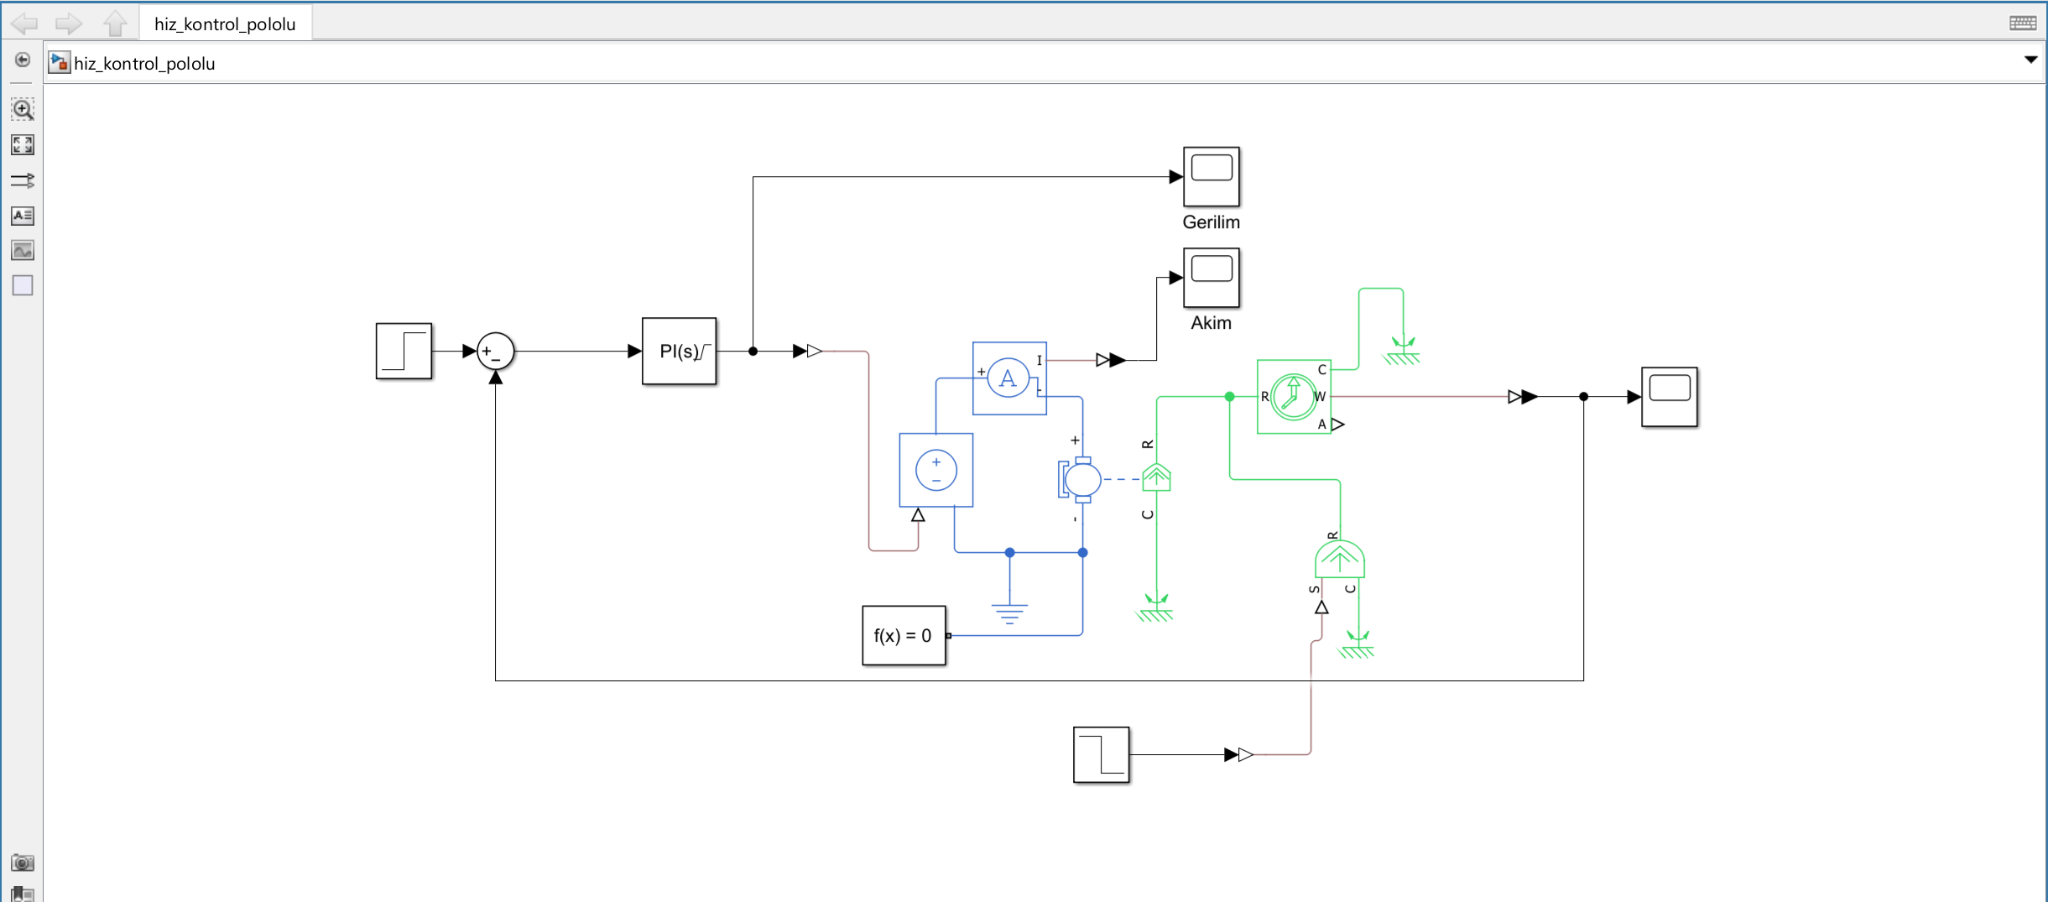 hiz_kontrol_pololu
hiz_kontrol_pololu
Gerilim
Akim
PI(s)
+
−
A
I
+
-
+
−
+
-
R
C
R
C
W
A
R
S
C
f(x) = 0